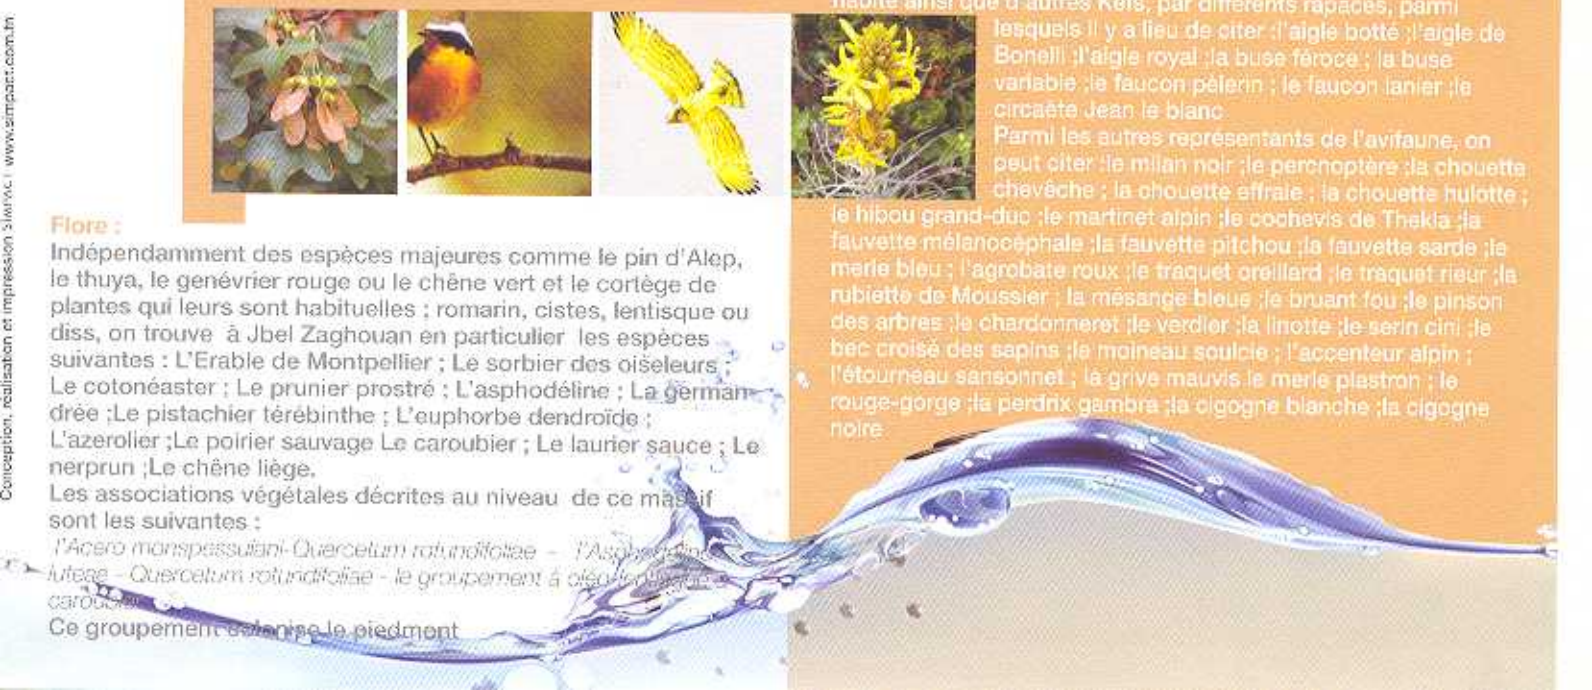 Flore :
Indépendamment des espèces majeures comme le pin d'Alep,
le thuya, le genévrier rouge ou le chêne vert et le cortège de
plantes qui leurs sont habituelles : romarin, cistes, lentisque ou
diss, on trouve à Jbel Zaghouan en particulier les espèces
suivantes : L'Erable de Montpellier ; Le sorbier des oiseleurs ;
Le cotonéaster ; Le prunier prostré ; L'asphodéline ; La german-
drée ;Le pistachier térébinthe ; L'euphorbe dendroïde ;
L'azerolier ;Le poirier sauvage Le caroubier ; Le laurier sauce ; Le
nerprun ;Le chêne liège.
Les associations végétales décrites au niveau de ce massif
sont les suivantes :
l'Acero monspessulani-Quercetum rotundifoliae -
luteae - Quercetum rotundifoliae - le groupement à
Ce groupement colonise le piedmont
habite ainsi que d'autres Kefs, par différents rapaces, parmi
lesquels il y a lieu de citer :l'aigle botté ;l'aigle de
Bonelli ;l'aigle royal ;la buse féroce ; la buse
variable ;le faucon pèlerin ; le faucon lanier ;le
circaète Jean le blanc
Parmi les autres représentants de l'avifaune, on
peut citer :le milan noir ;le percnoptère ;la chouette
chevêche ; la chouette effraie ; la chouette hulotte ;
le hibou grand-duc ;le martinet alpin ;le cochevis de Thekla ;la
fauvette mélanocéphale ;la fauvette pitchou ;la fauvette sarde ;le
merle bleu ; l'agrobate roux ;le traquet oreillard ;le traquet rieur ;la
rubiette de Moussier ; la mésange bleue ;le bruant fou ;le pinson
des arbres ;le chardonneret ;le verdier ;la linotte ;le serin cini ;le
bec croisé des sapins ;le moineau soulcie ; l'accenteur alpin ;
l'étourneau sansonnet ; la grive mauvis le merle plastron ; le
rouge-gorge ;la perdrix gambra ;la cigogne blanche ;la cigogne
noire
Conception, réalisation et impression SIMPACT www.simpact.com.tn